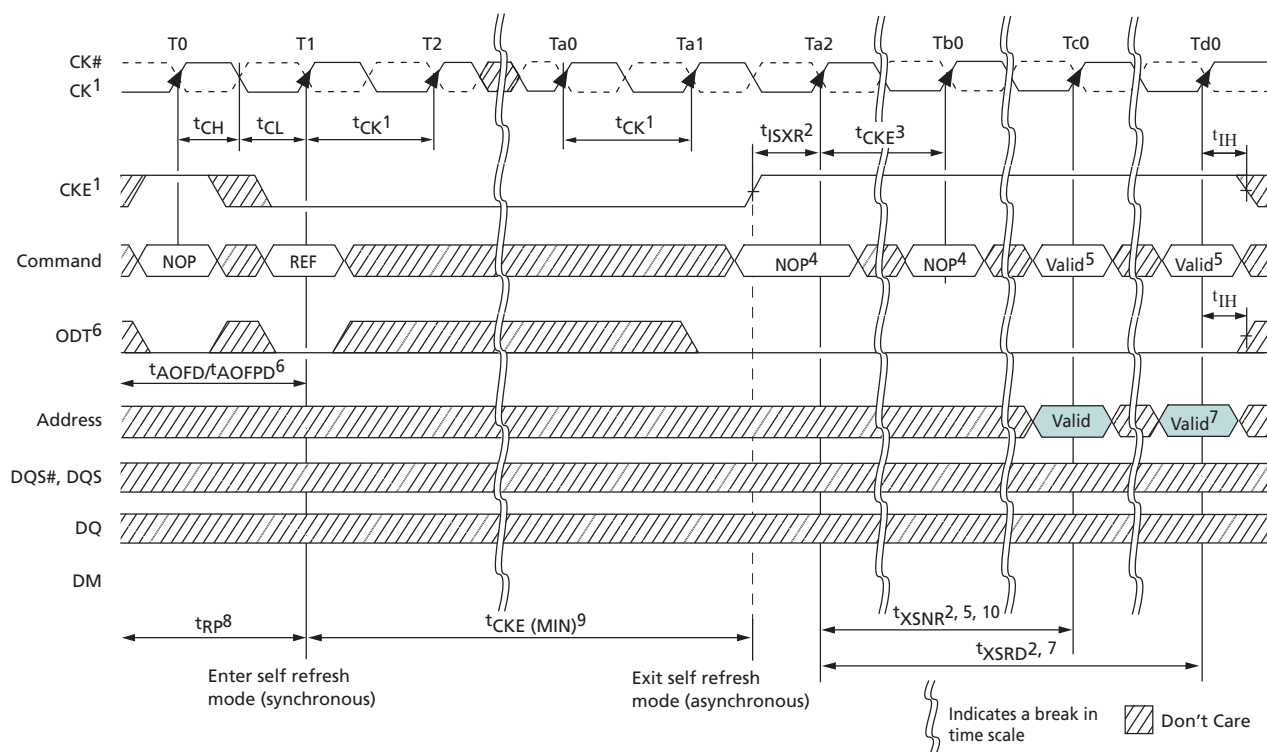 T0 T1 T2 Ta0 Ta1 Ta2 Tb0 Tc0 Td0
CK#
CK1
tCH tCL tCK1 tCK1 tISXR2 tCKE3 tIH
CKE1
Command NOP REF NOP4 NOP4 Valid5 Valid5
tIH
ODT6
tAOFD/tAOFPD6
Address Valid Valid7
DQS#, DQS
DQ
DM
tRP8 tCKE (MIN)9 tXSNR2, 5, 10
tXSRD2, 7
Enter self refresh
mode (synchronous)
Exit self refresh
mode (asynchronous)
Indicates a break in
time scale
Don't Care